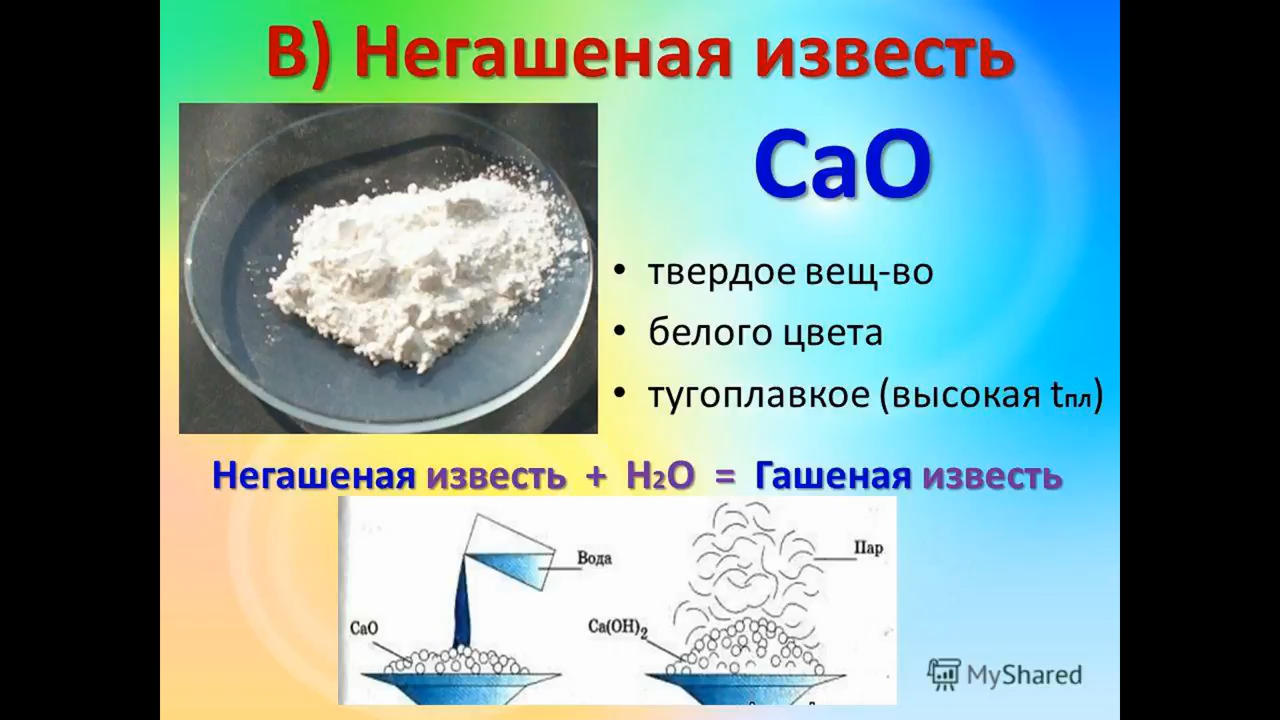 В) Негашеная известь
CaO
• твердое вещ-во
• белого цвета
• тугоплавкое (высокая tпл)
Негашеная известь + H₂O = Гашеная известь
Вода
Пар
CaO
Ca(OH)₂
MyShared